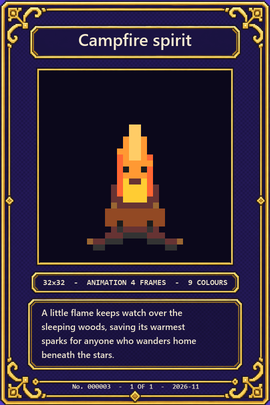 Campfire spirit
32x32 - ANIMATION 4 FRAMES - 9 COLOURS
A little flame keeps watch over the
sleeping woods, saving its warmest
sparks for anyone who wanders home
beneath the stars.
No. 000003 - 1 OF 1 - 2026-11